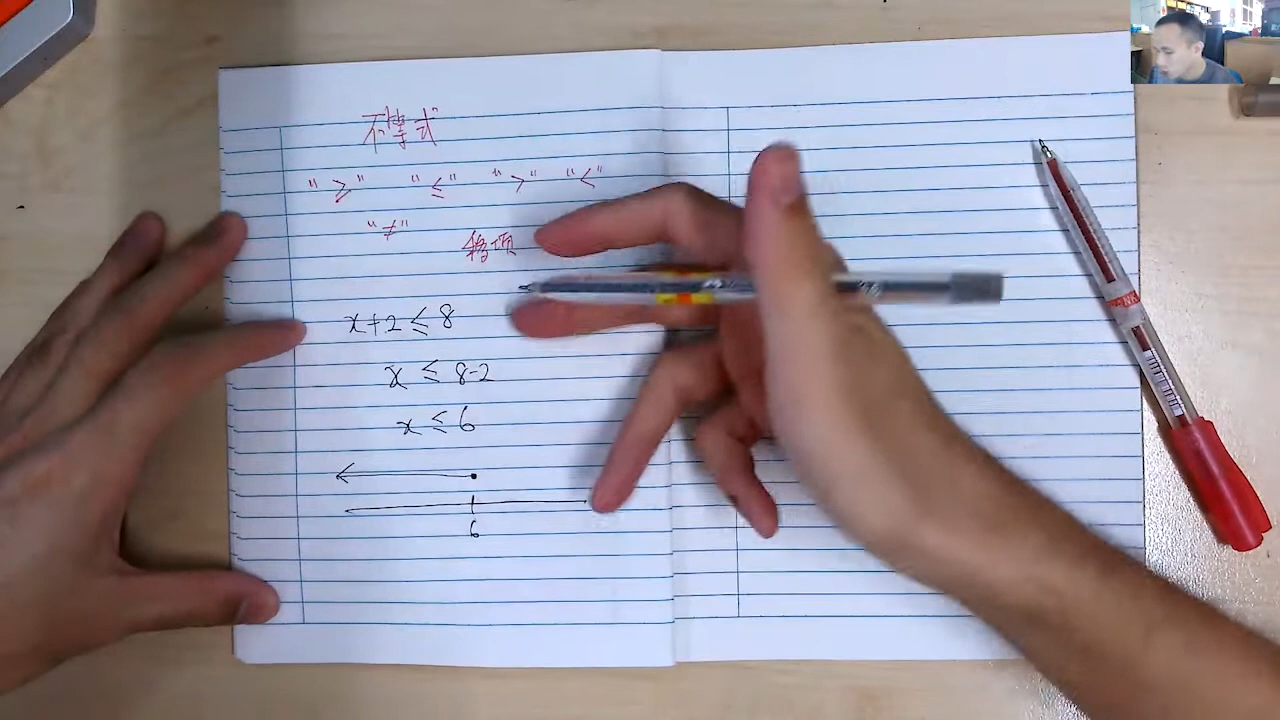 不等式
"≥" "≤" ">" "<"
"≠"
移项
x+2 ≤ 8
x ≤ 8-2
x ≤ 6
6